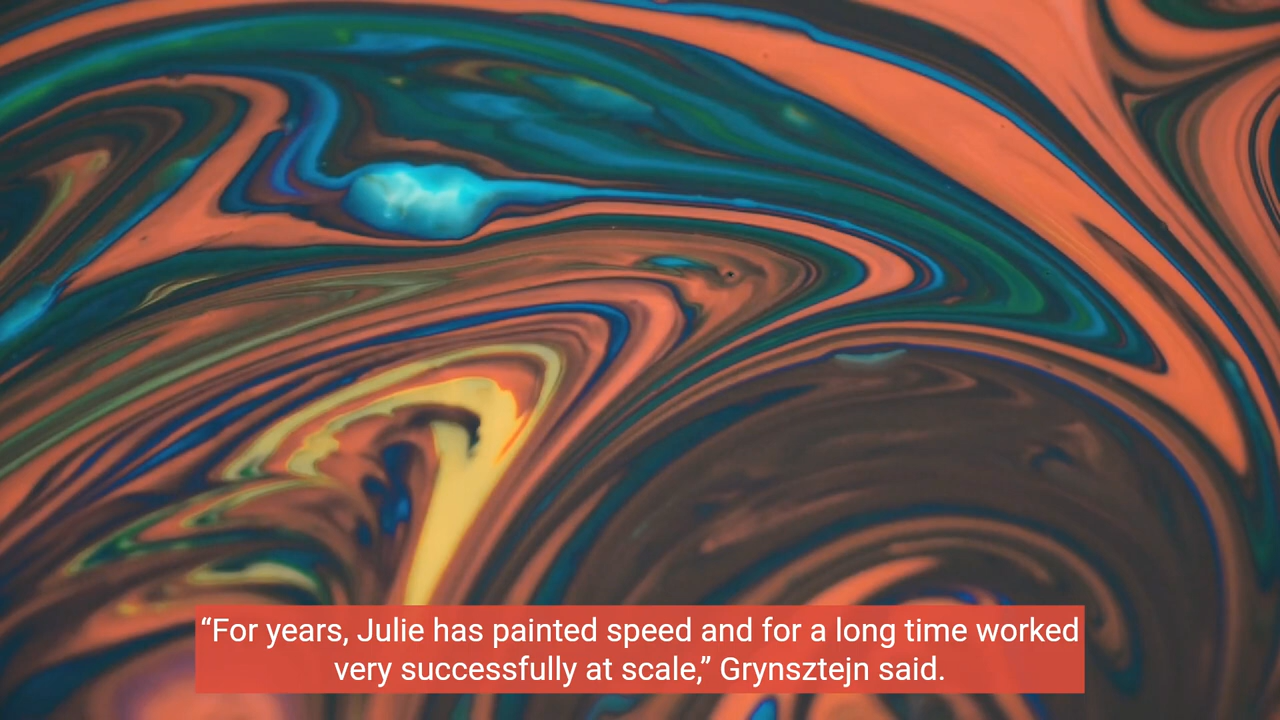 “For years, Julie has painted speed and for a long time worked
very successfully at scale,” Grynsztejn said.